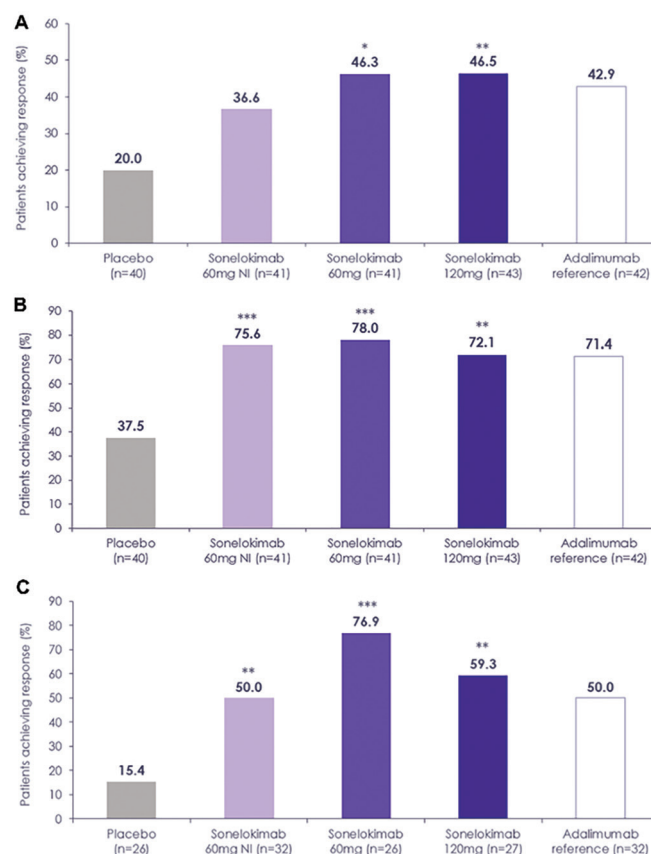 A
Patients achieving response (%)
60
50
40
30
20
10
0
20.0
36.6
*
46.3
**
46.5
42.9
Placebo
(n=40)
Sonelokimab
60mg NI (n=41)
Sonelokimab
60mg (n=41)
Sonelokimab
120mg (n=43)
Adalimumab
reference (n=42)
B
Patients achieving response (%)
90
80
70
60
50
40
30
20
10
0
37.5
***
75.6
***
78.0
**
72.1
71.4
Placebo
(n=40)
Sonelokimab
60mg NI (n=41)
Sonelokimab
60mg (n=41)
Sonelokimab
120mg (n=43)
Adalimumab
reference (n=42)
C
Patients achieving response (%)
90
80
70
60
50
40
30
20
10
0
15.4
**
50.0
***
76.9
**
59.3
50.0
Placebo
(n=26)
Sonelokimab
60mg NI (n=32)
Sonelokimab
60mg (n=26)
Sonelokimab
120mg (n=27)
Adalimumab
reference (n=32)